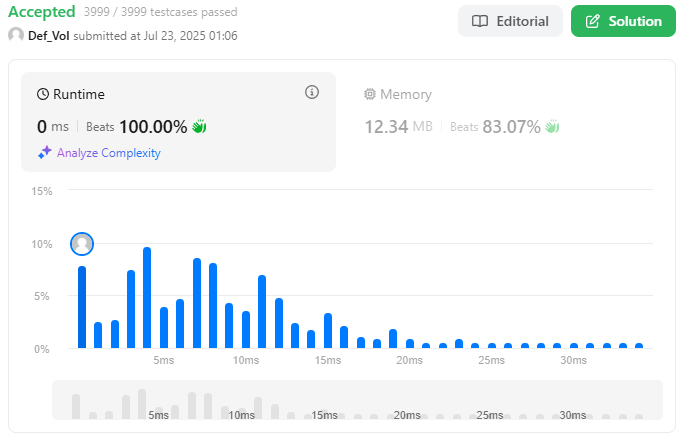 Accepted 3999 / 3999 testcases passed
Editorial
Solution
Def_Vol submitted at Jul 23, 2025 01:06
Runtime
0 ms Beats 100.00%
Analyze Complexity
Memory
12.34 MB Beats 83.07%
15%
10%
5%
0%
5ms 10ms 15ms 20ms 25ms 30ms
5ms 10ms 15ms 20ms 25ms 30ms